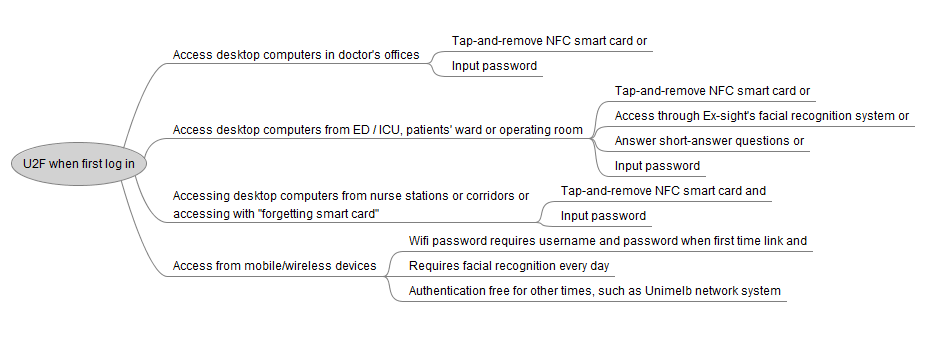 U2F when first log in
Access desktop computers in doctor's offices
Tap-and-remove NFC smart card or
Input password
Access desktop computers from ED / ICU, patients' ward or operating room
Tap-and-remove NFC smart card or
Access through Ex-sight's facial recognition system or
Answer short-answer questions or
Input password
Accessing desktop computers from nurse stations or corridors or
accessing with "forgetting smart card"
Tap-and-remove NFC smart card and
Input password
Access from mobile/wireless devices
Wifi password requires username and password when first time link and
Requires facial recognition every day
Authentication free for other times, such as Unimelb network system